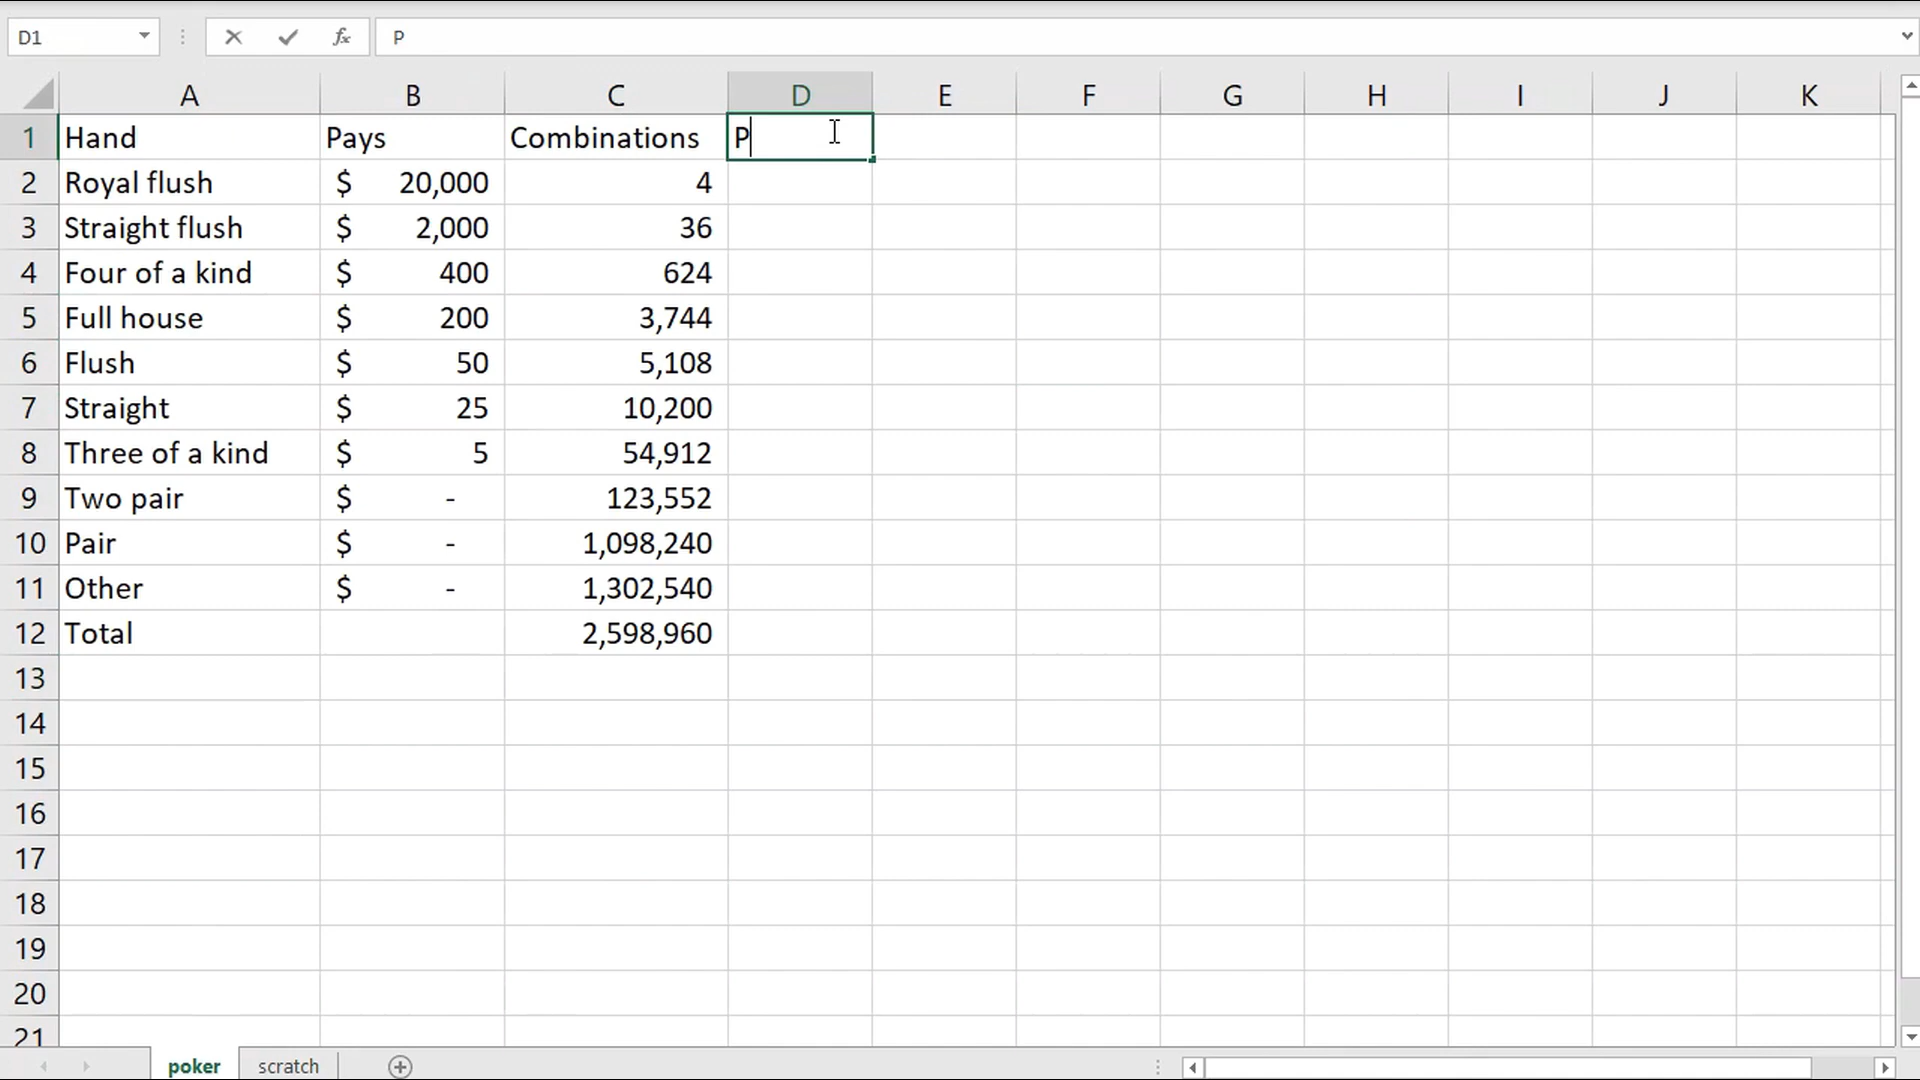 D1 fx P
A B C D E F G H I J K
1 Hand Pays Combinations P
2 Royal flush $ 20,000 4
3 Straight flush $ 2,000 36
4 Four of a kind $ 400 624
5 Full house $ 200 3,744
6 Flush $ 50 5,108
7 Straight $ 25 10,200
8 Three of a kind $ 5 54,912
9 Two pair $ - 123,552
10 Pair $ - 1,098,240
11 Other $ - 1,302,540
12 Total 2,598,960
13
14
15
16
17
18
19
20
21
poker scratch